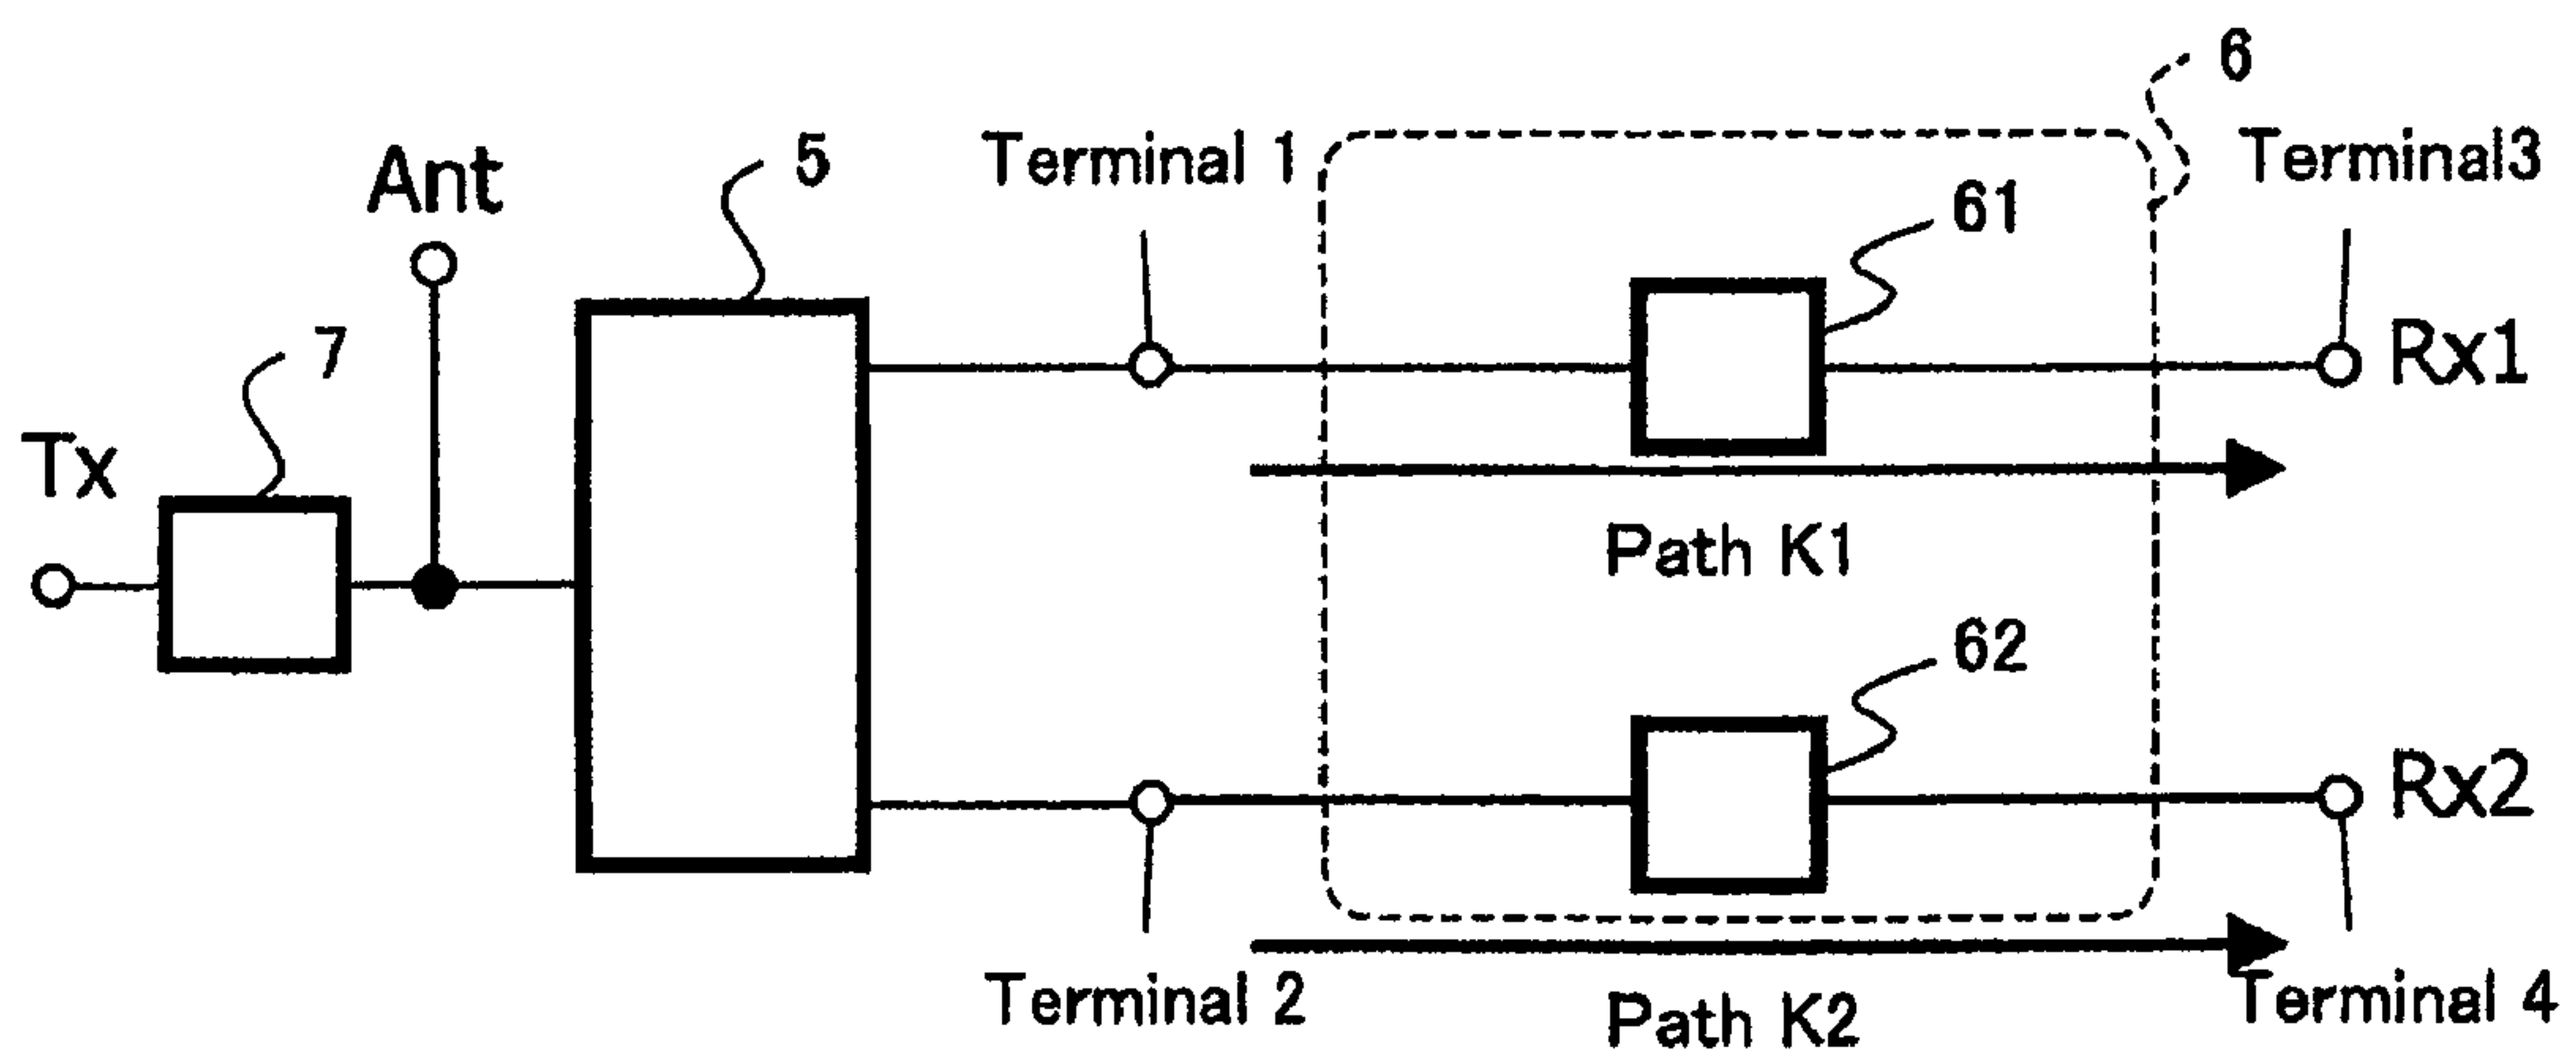 6
Ant
5
Terminal 1
Terminal3
61
7
Rx1
Tx
Path K1
62
Rx2
Terminal 2
Terminal 4
Path K2